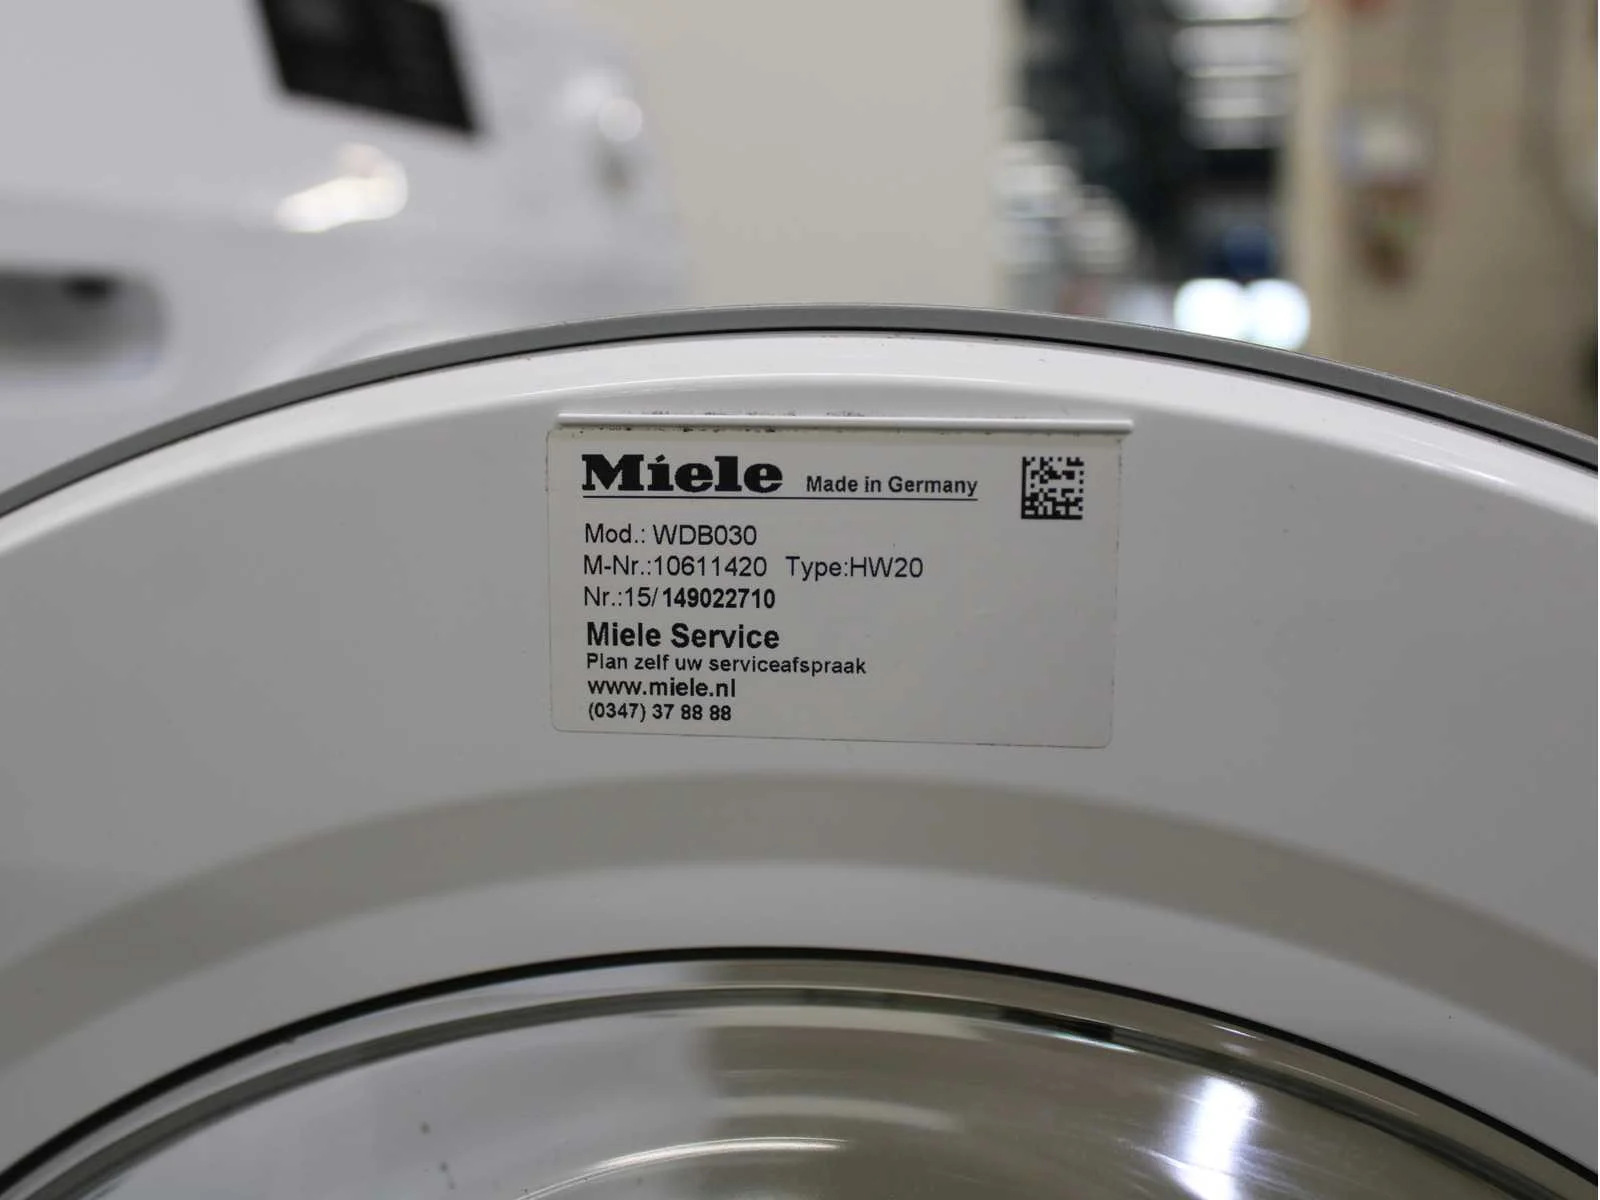 Miele Made in Germany
Mod.: WDB030
M-Nr.:10611420 Type:HW20
Nr.:15/149022710
Miele Service
Plan zelf uw serviceafspraak
www.miele.nl
(0347) 37 88 88